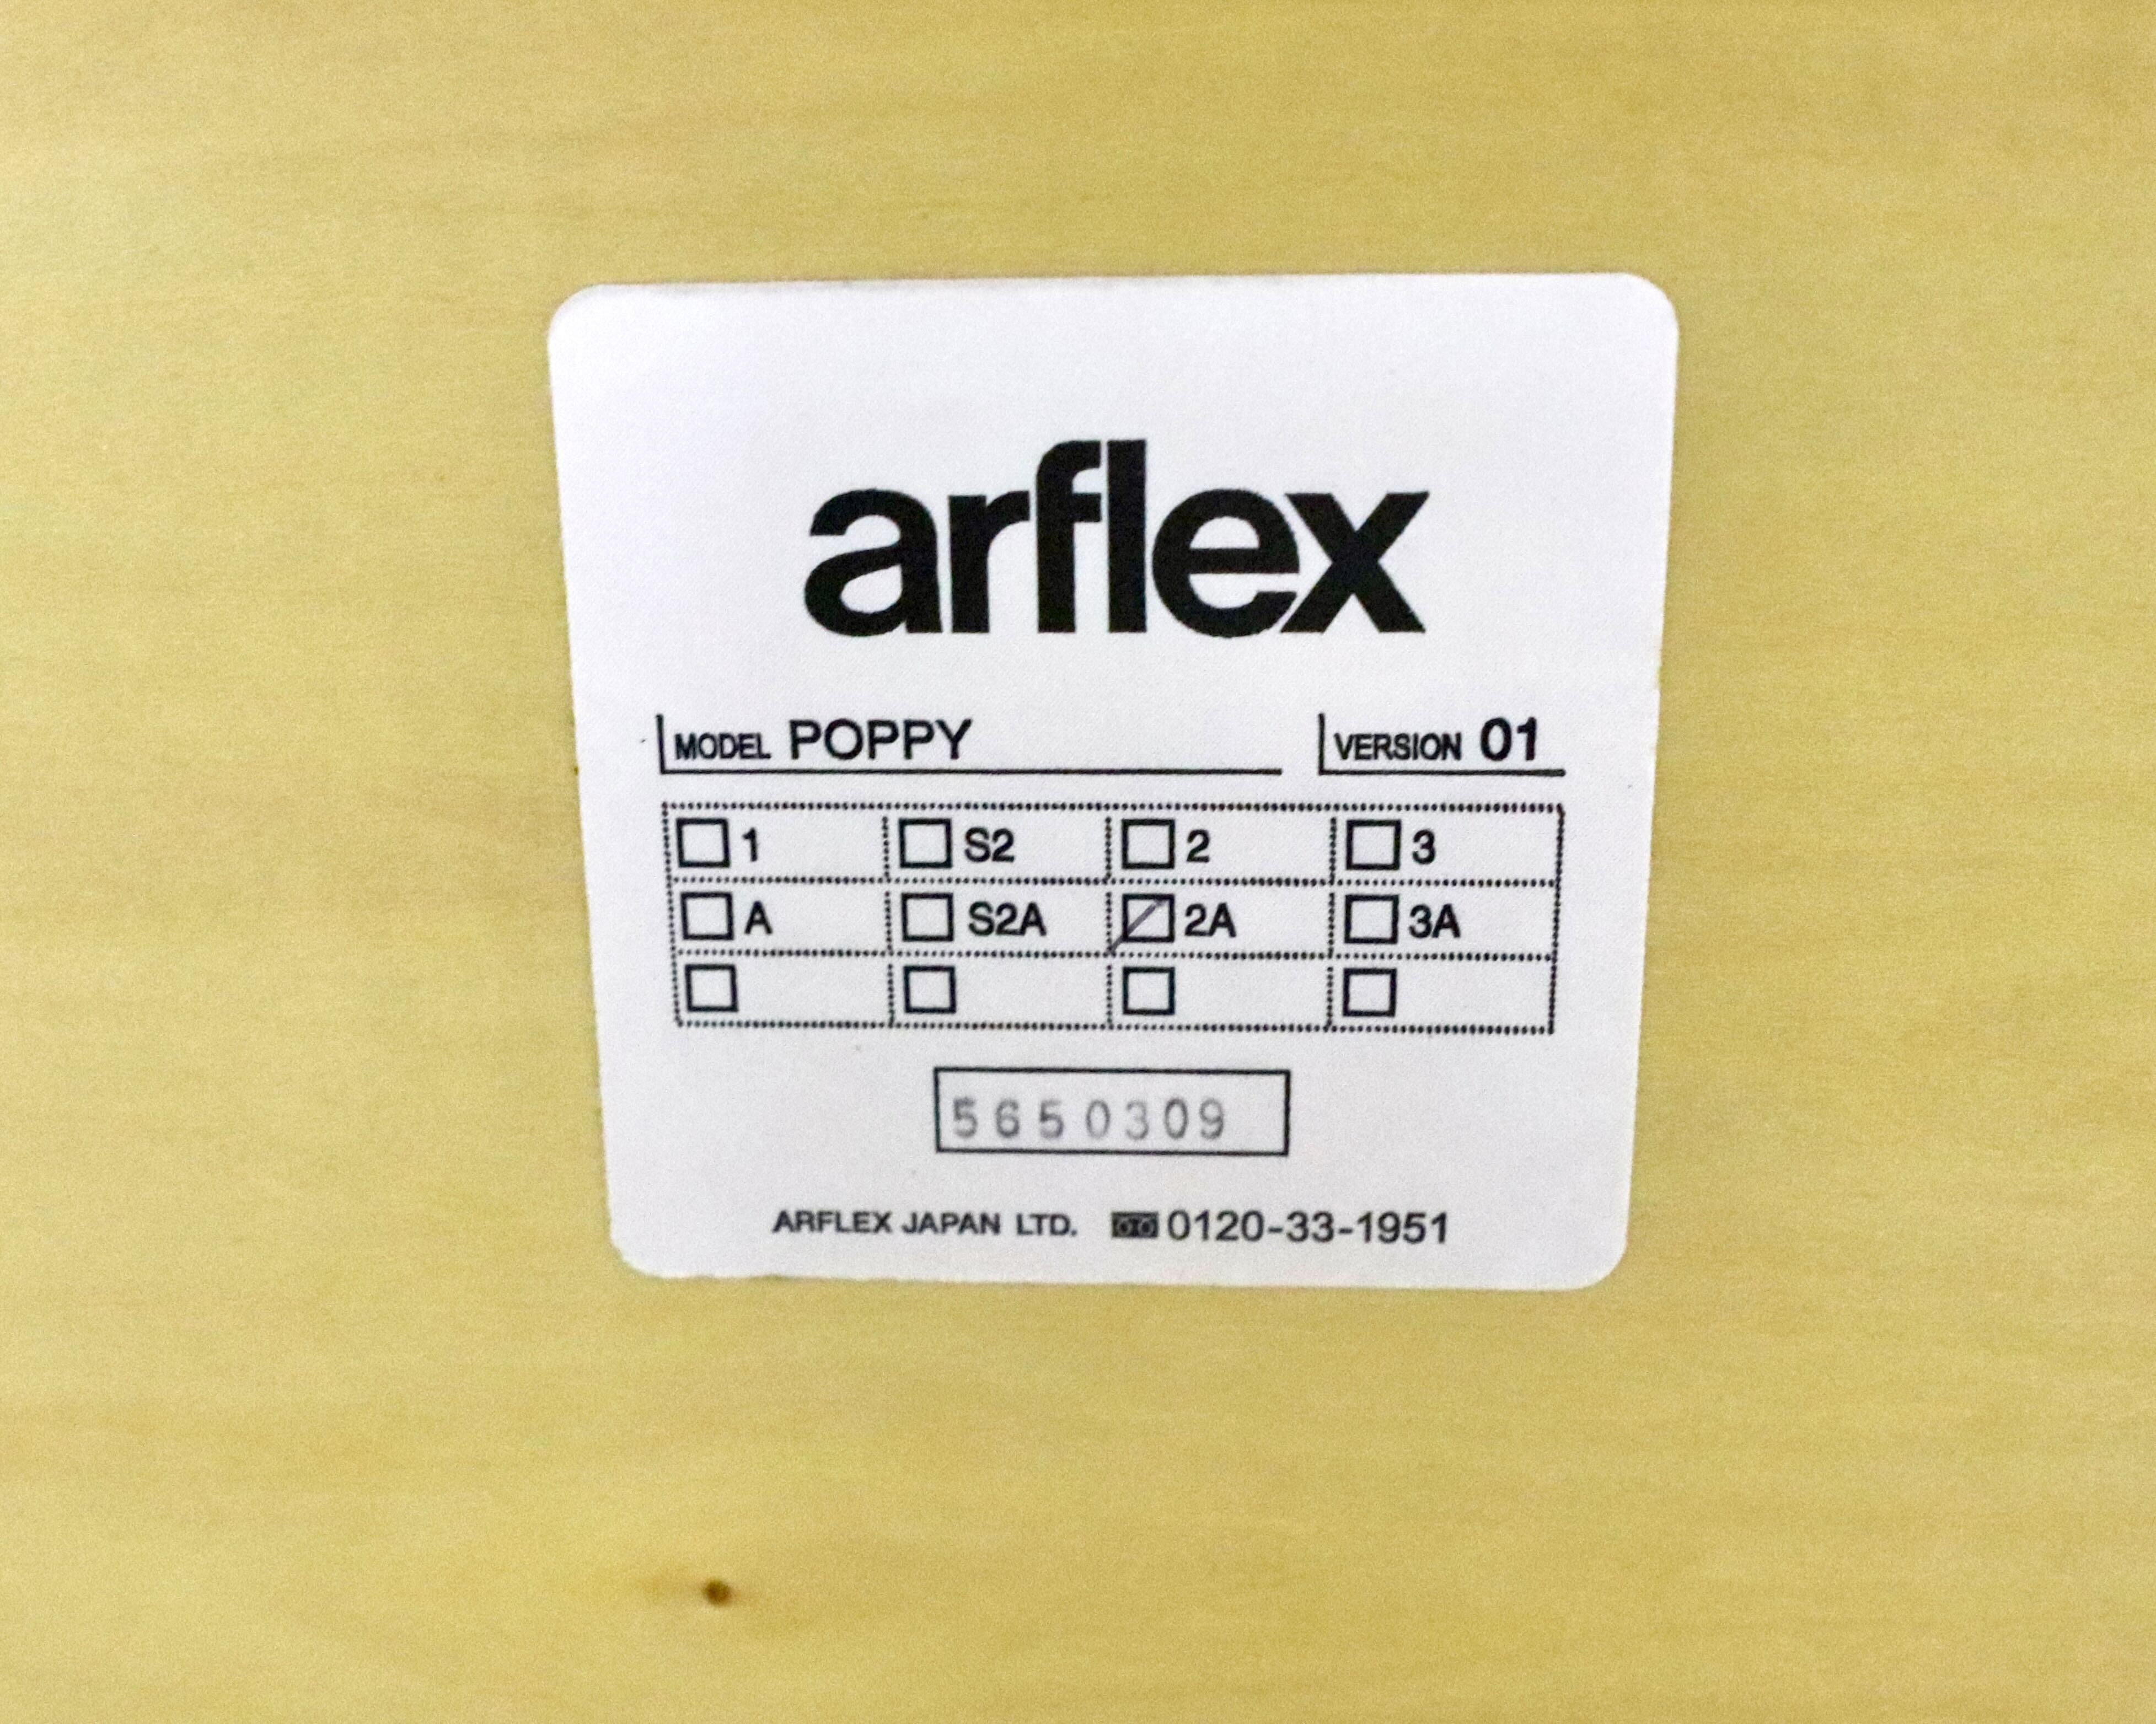 arflex
MODEL POPPY VERSION 01
1 S2 2 3
A S2A 2A 3A
5650309
ARFLEX JAPAN LTD. 0120-33-1951